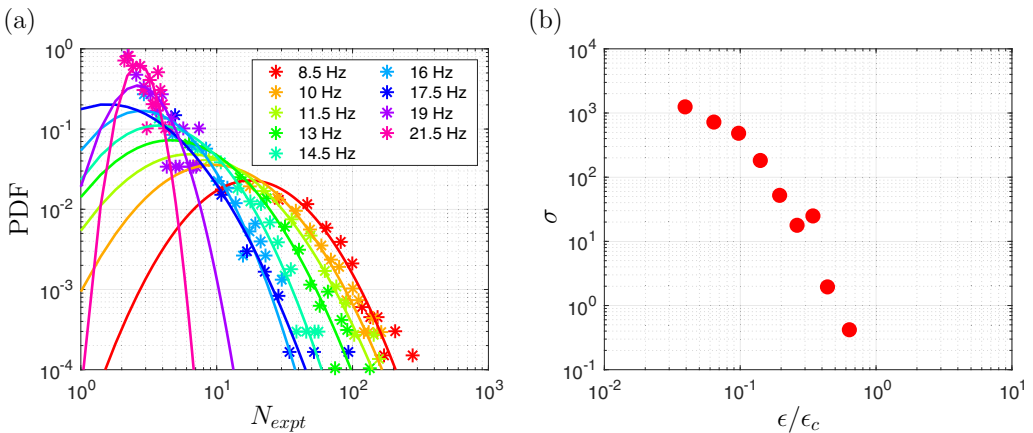 (a)
(b)
PDF
10^0
10^-1
10^-2
10^-3
10^-4
10^0 10^1 10^2 10^3
N_expt
8.5 Hz
10 Hz
11.5 Hz
13 Hz
14.5 Hz
16 Hz
17.5 Hz
19 Hz
21.5 Hz
σ
10^4
10^3
10^2
10^1
10^0
10^-1
10^-2 10^-1 10^0 10^1
ϵ/ϵ_c